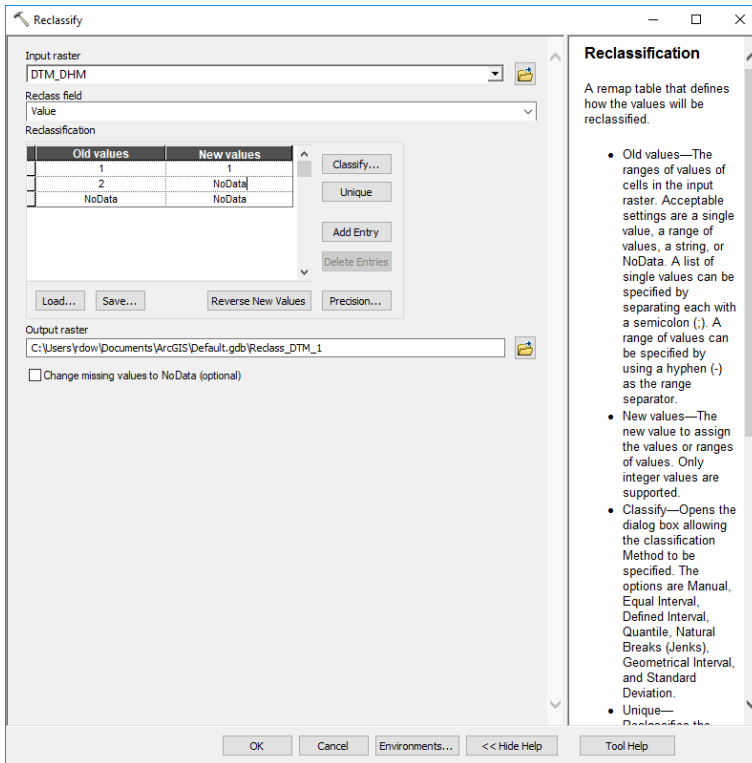 Reclassify
Input raster
DTM_DHM
Reclass field
Value
Reclassification
Old values New values
1 1
2 NoData
NoData NoData
Classify...
Unique
Add Entry
Delete Entries
Load... Save... Reverse New Values Precision...
Output raster
C:\Users\rdow\Documents\ArcGIS\Default.gdb\Reclass_DTM_1
Change missing values to NoData (optional)
Reclassification
A remap table that defines
how the values will be
reclassified.
• Old values—The
ranges of values of
cells in the input
raster. Acceptable
settings are a single
value, a range of
values, a string, or
NoData. A list of
single values can be
specified by
separating each with
a semicolon (;). A
range of values can
be specified by
using a hyphen (-)
as the range
separator.
• New values—The
new value to assign
the values or ranges
of values. Only
integer values are
supported.
• Classify—Opens the
dialog box allowing
the classification
Method to be
specified. The
options are Manual,
Equal Interval,
Defined Interval,
Quantile, Natural
Breaks (Jenks),
Geometrical Interval,
and Standard
Deviation.
• Unique—
Reclassifies the
OK Cancel Environments... << Hide Help Tool Help